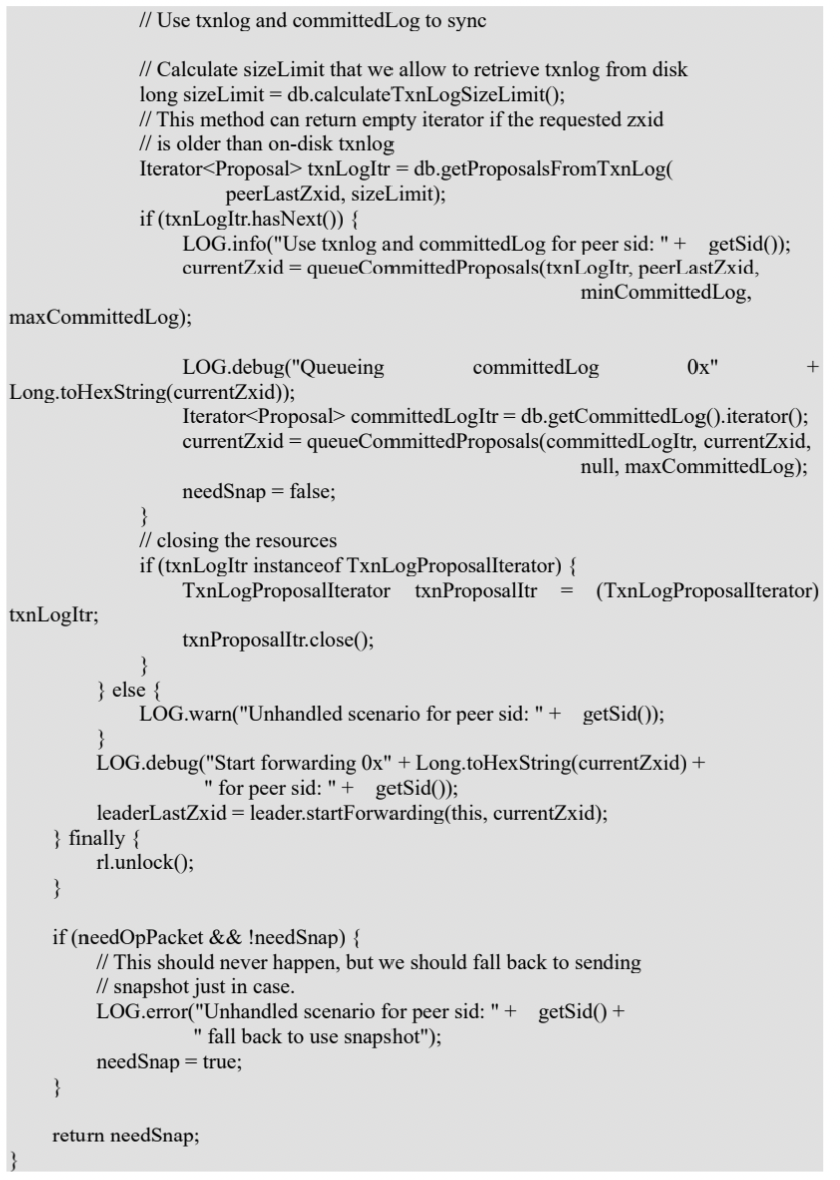 // Use txnlog and committedLog to sync
// Calculate sizeLimit that we allow to retrieve txnlog from disk
long sizeLimit = db.calculateTxnLogSizeLimit();
// This method can return empty iterator if the requested zxid
// is older than on-disk txnlog
Iterator<Proposal> txnLogItr = db.getProposalsFromTxnLog(
peerLastZxid, sizeLimit);
if (txnLogItr.hasNext()) {
LOG.info("Use txnlog and committedLog for peer sid: " + getSid());
currentZxid = queueCommittedProposals(txnLogItr, peerLastZxid,
minCommittedLog,
maxCommittedLog);
LOG.debug("Queueing committedLog 0x" +
Long.toHexString(currentZxid));
Iterator<Proposal> committedLogItr = db.getCommittedLog().iterator();
currentZxid = queueCommittedProposals(committedLogItr, currentZxid,
null, maxCommittedLog);
needSnap = false;
}
// closing the resources
if (txnLogItr instanceof TxnLogProposalIterator) {
TxnLogProposalIterator txnProposalItr = (TxnLogProposalIterator)
txnLogItr;
txnProposalItr.close();
}
} else {
LOG.warn("Unhandled scenario for peer sid: " + getSid());
}
LOG.debug("Start forwarding 0x" + Long.toHexString(currentZxid) +
" for peer sid: " + getSid());
leaderLastZxid = leader.startForwarding(this, currentZxid);
} finally {
rl.unlock();
}
if (needOpPacket && !needSnap) {
// This should never happen, but we should fall back to sending
// snapshot just in case.
LOG.error("Unhandled scenario for peer sid: " + getSid() +
" fall back to use snapshot");
needSnap = true;
}
return needSnap;
}